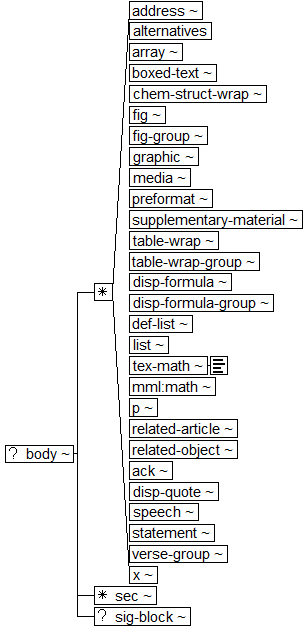 address ~
alternatives
array ~
boxed-text ~
chem-struct-wrap ~
fig ~
fig-group ~
graphic ~
media ~
preformat ~
supplementary-material ~
table-wrap ~
table-wrap-group ~
disp-formula ~
disp-formula-group ~
def-list ~
list ~
tex-math ~
mml:math ~
p ~
related-article ~
related-object ~
ack ~
disp-quote ~
speech ~
statement ~
verse-group ~
x ~
*
? body ~
* sec ~
? sig-block ~